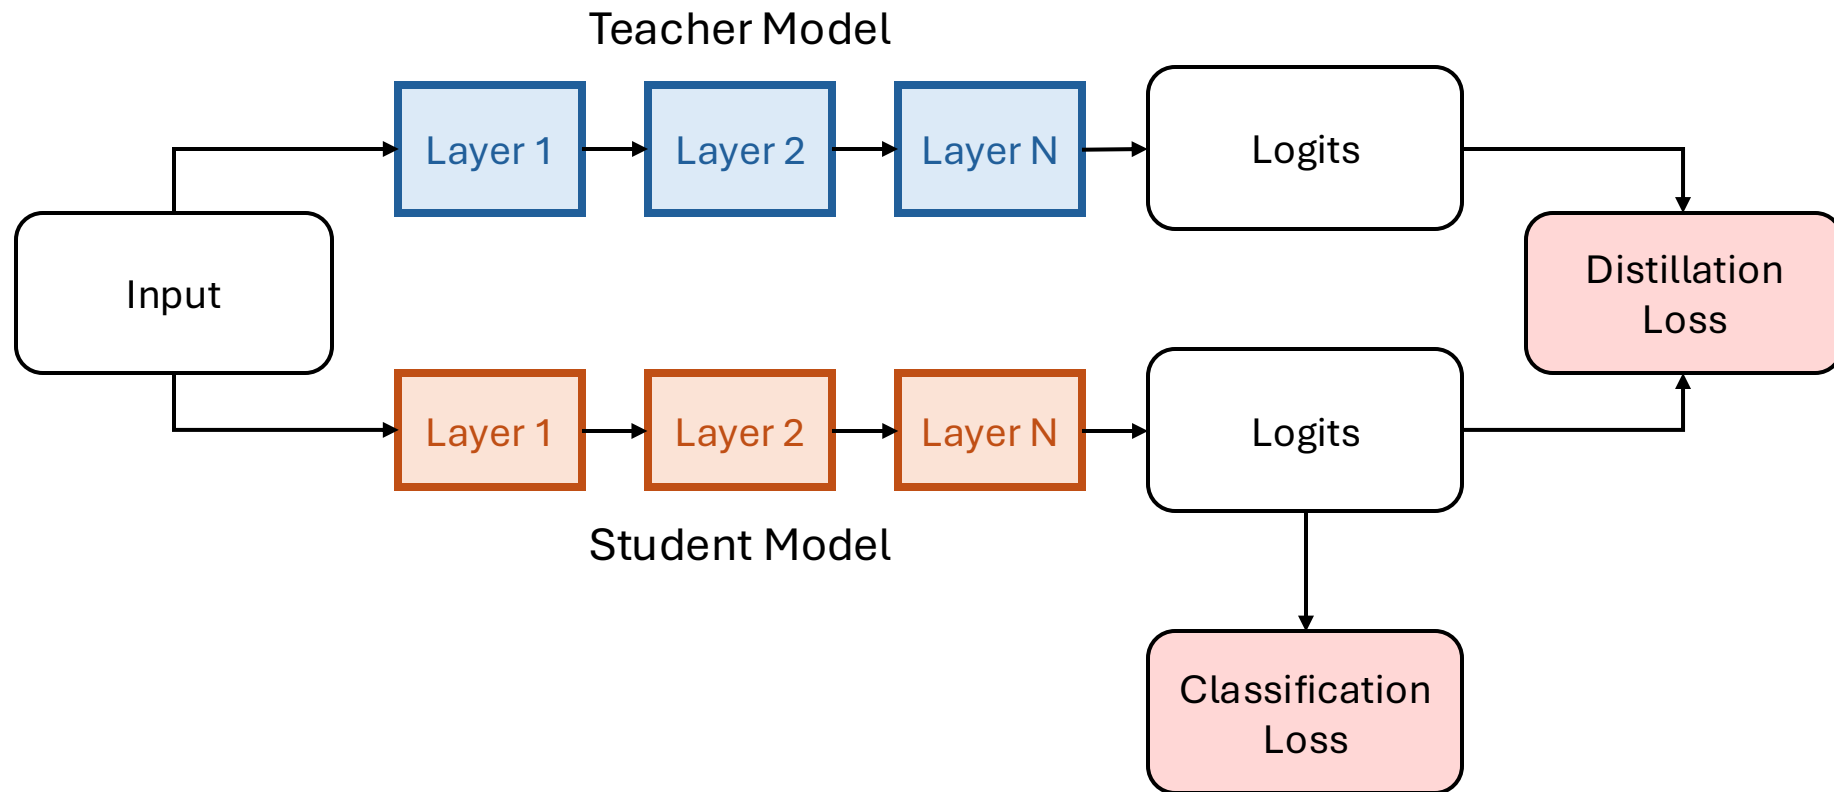 Teacher Model
Layer 1
Layer 2
Layer N
Logits
Input
Distillation
Loss
Layer 1
Layer 2
Layer N
Logits
Student Model
Classification
Loss